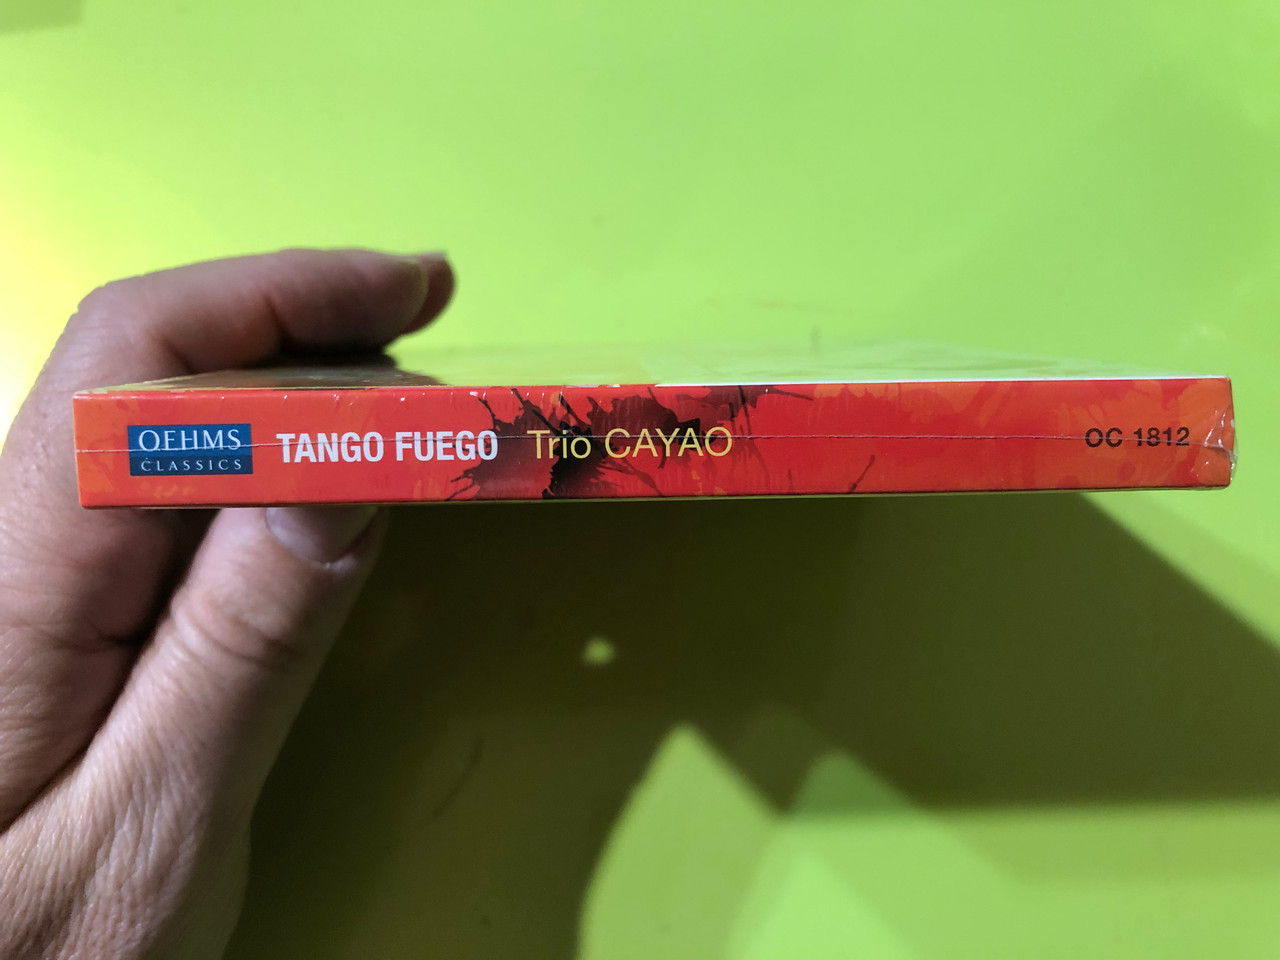 OEHMS
CLASSICS
TANGO FUEGO Trio CAYAO
OC 1812